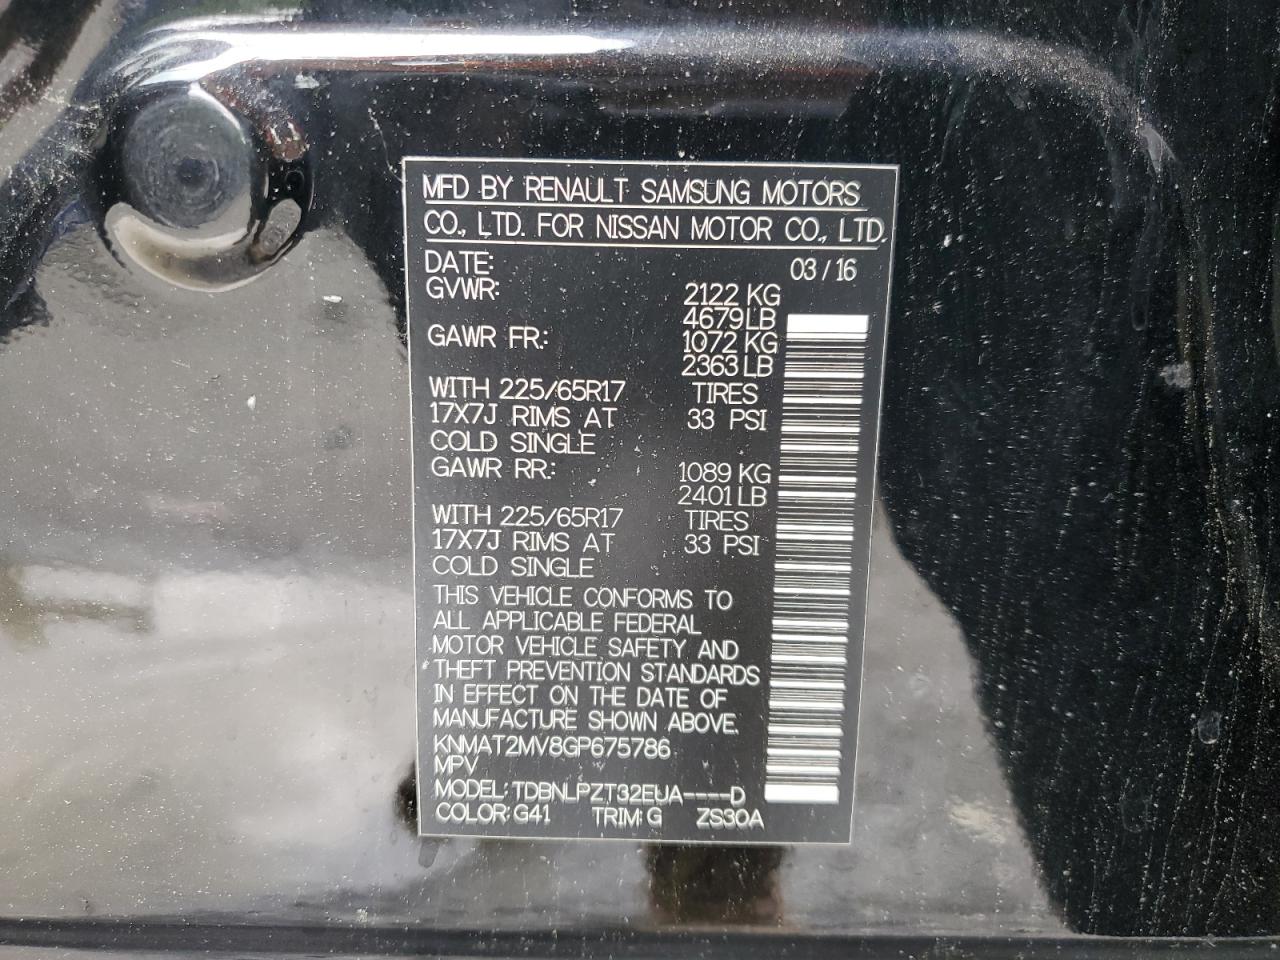 MFD BY RENAULT SAMSUNG MOTORS
CO., LTD. FOR NISSAN MOTOR CO., LTD.
DATE: 03/16
GVWR: 2122 KG
4679 LB
GAWR FR: 1072 KG
2363 LB
WITH 225/65R17 TIRES
17X7J RIMS AT 33 PSI
COLD SINGLE
GAWR RR: 1089 KG
2401 LB
WITH 225/65R17 TIRES
17X7J RIMS AT 33 PSI
COLD SINGLE
THIS VEHICLE CONFORMS TO
ALL APPLICABLE FEDERAL
MOTOR VEHICLE SAFETY AND
THEFT PREVENTION STANDARDS
IN EFFECT ON THE DATE OF
MANUFACTURE SHOWN ABOVE.
KNMAT2MV8GP675786
MPV
MODEL: TDBNLPZT32EUA----D
COLOR: G41 TRIM: G ZS30A